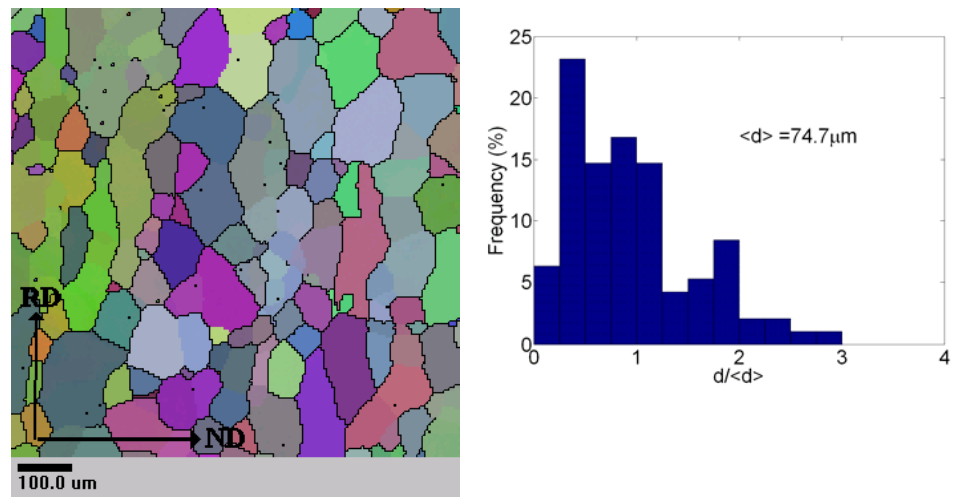 RD
ND
100.0 um
25
20
15
10
5
0
Frequency (%)
<d> =74.7μm
0 1 2 3 4
d/<d>